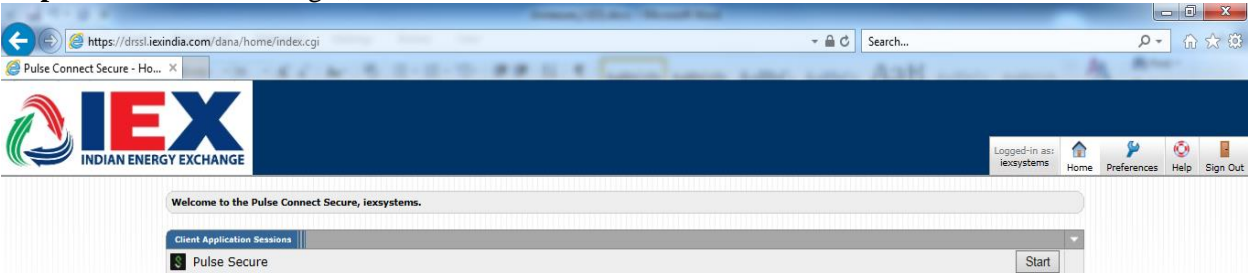 https://drssl.iexindia.com/dana/home/index.cgi
Search...
Pulse Connect Secure - Ho...
IEX
INDIAN ENERGY EXCHANGE
Logged-in as:
iexsystems
Home Preferences Help Sign Out
Welcome to the Pulse Connect Secure, iexsystems.
Client Application Sessions
Pulse Secure
Start